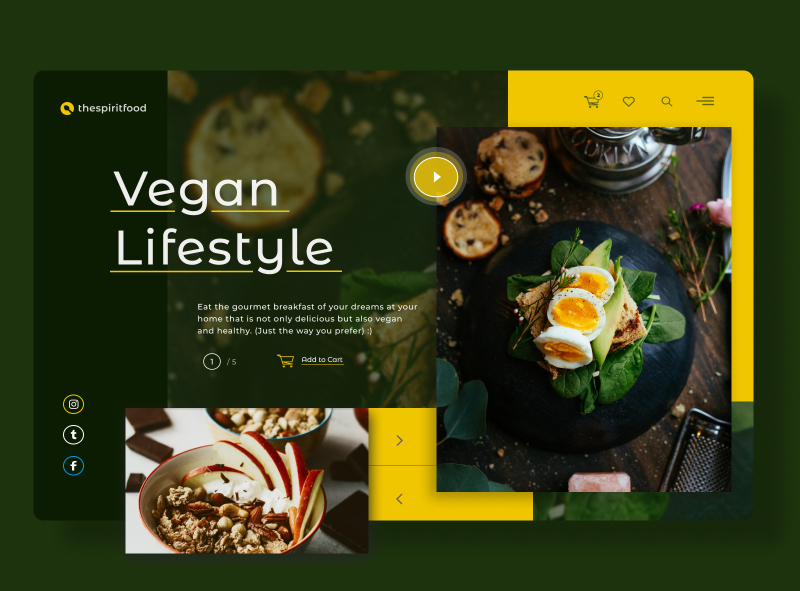 thespiritfood
2
Vegan
Lifestyle
Eat the gourmet breakfast of your dreams at your
home that is not only delicious but also vegan
and healthy. (Just the way you prefer) :)
1 / 5
Add to Cart